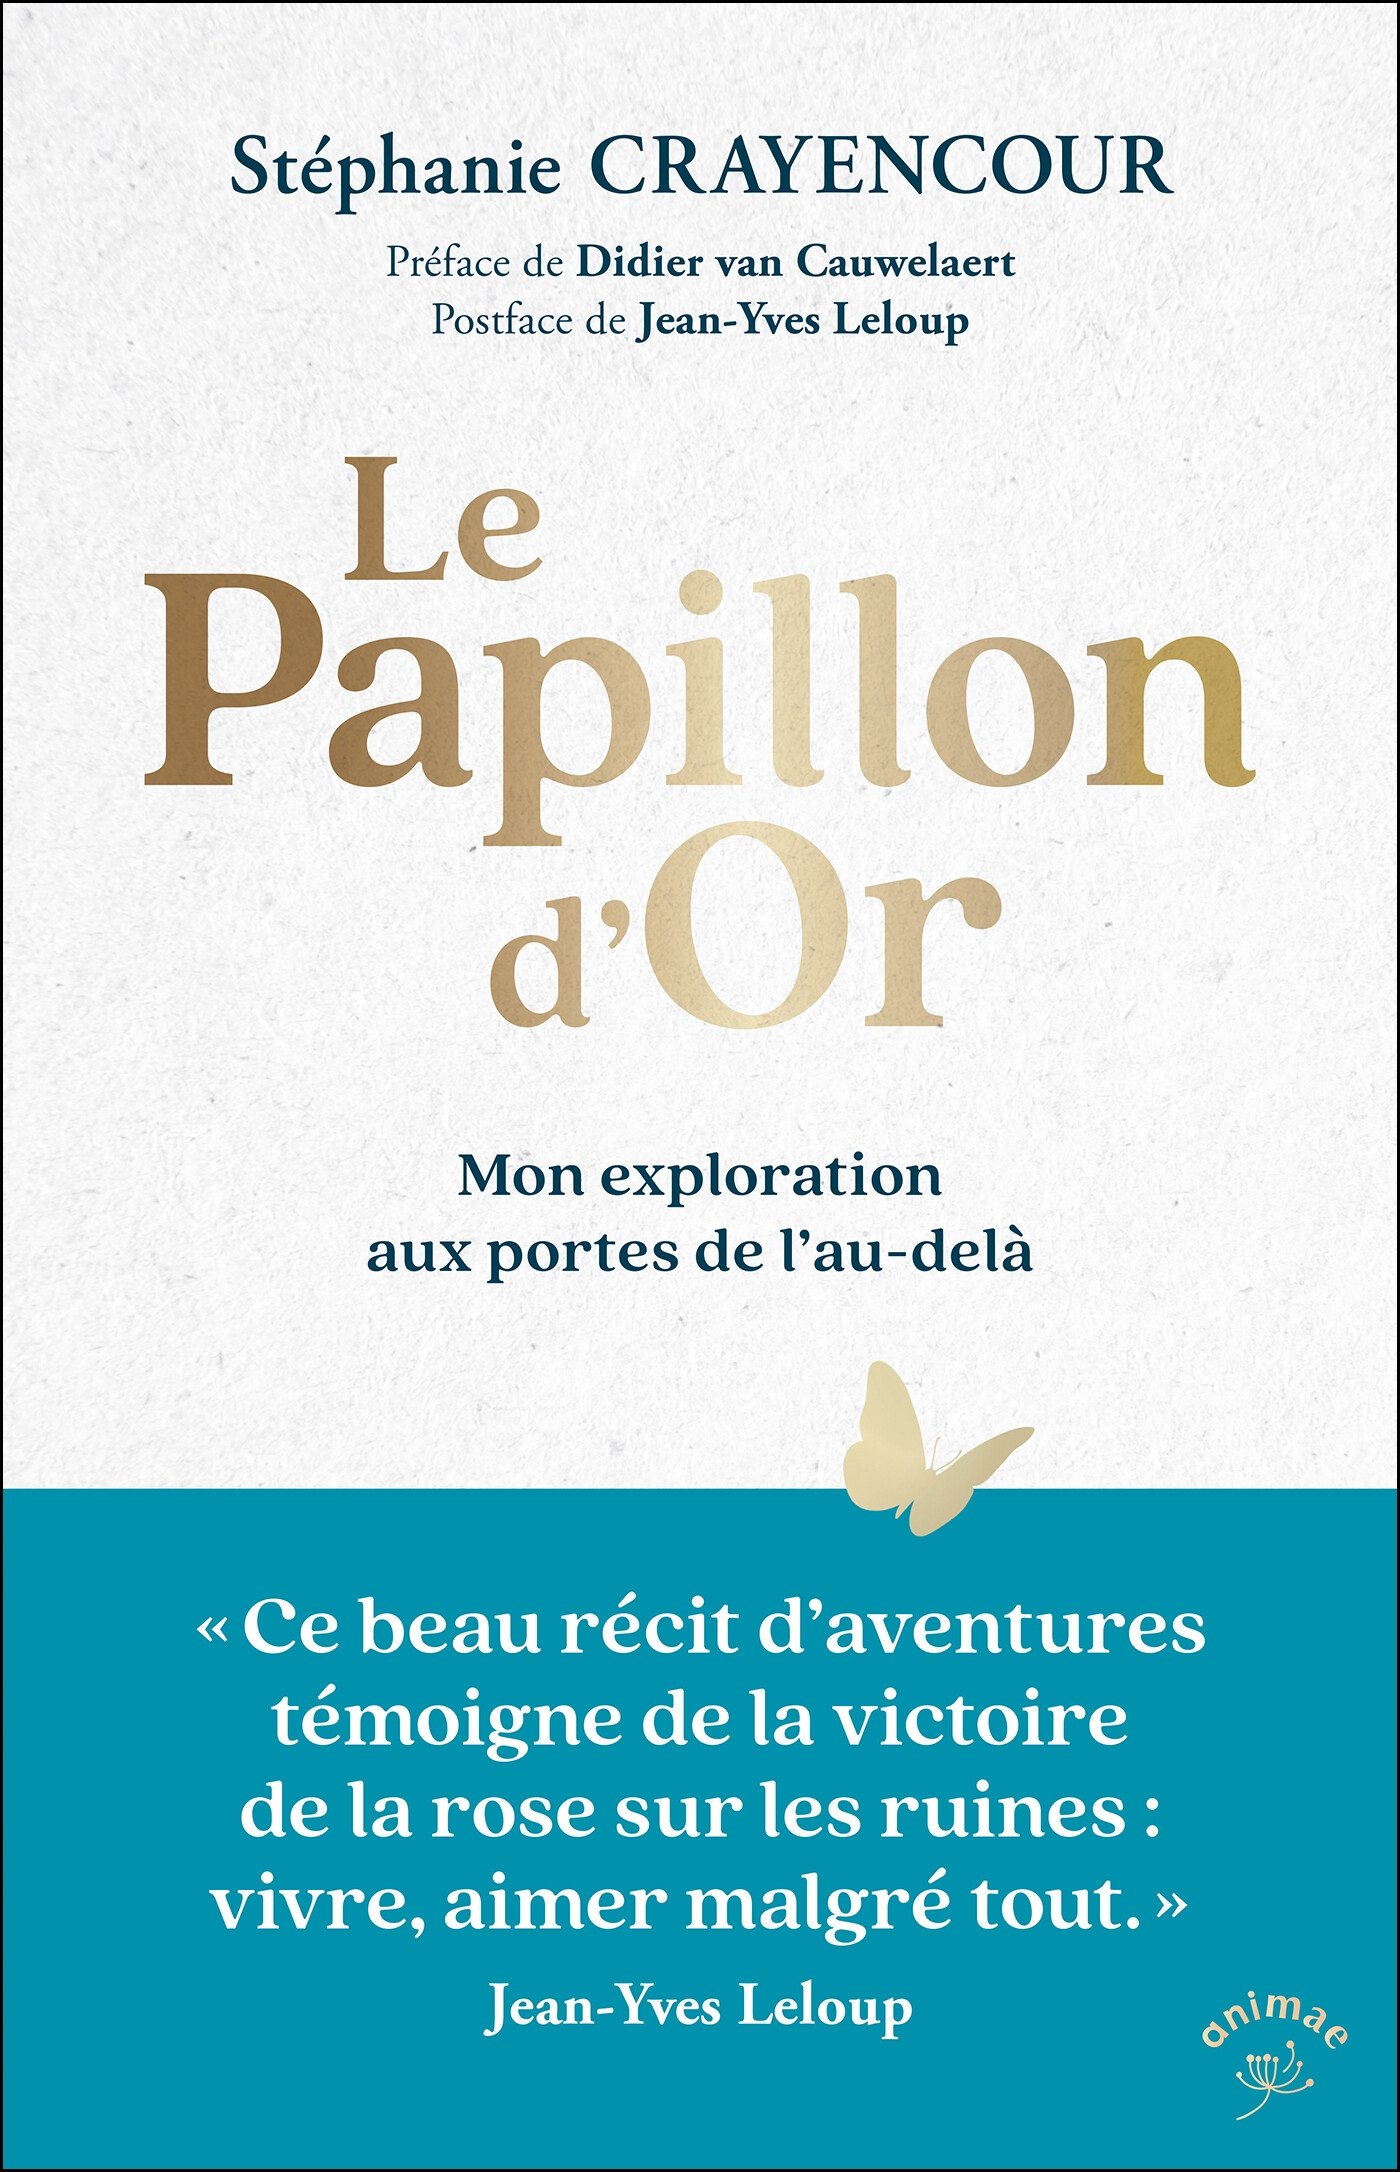 Stéphanie CRAYENCOUR
Préface de Didier van Cauwelaert
Postface de Jean-Yves Leloup
Le
Papillon
d’Or
Mon exploration
aux portes de l’au-delà
« Ce beau récit d’aventures
témoigne de la victoire
de la rose sur les ruines :
vivre, aimer malgré tout. »
Jean-Yves Leloup
animae